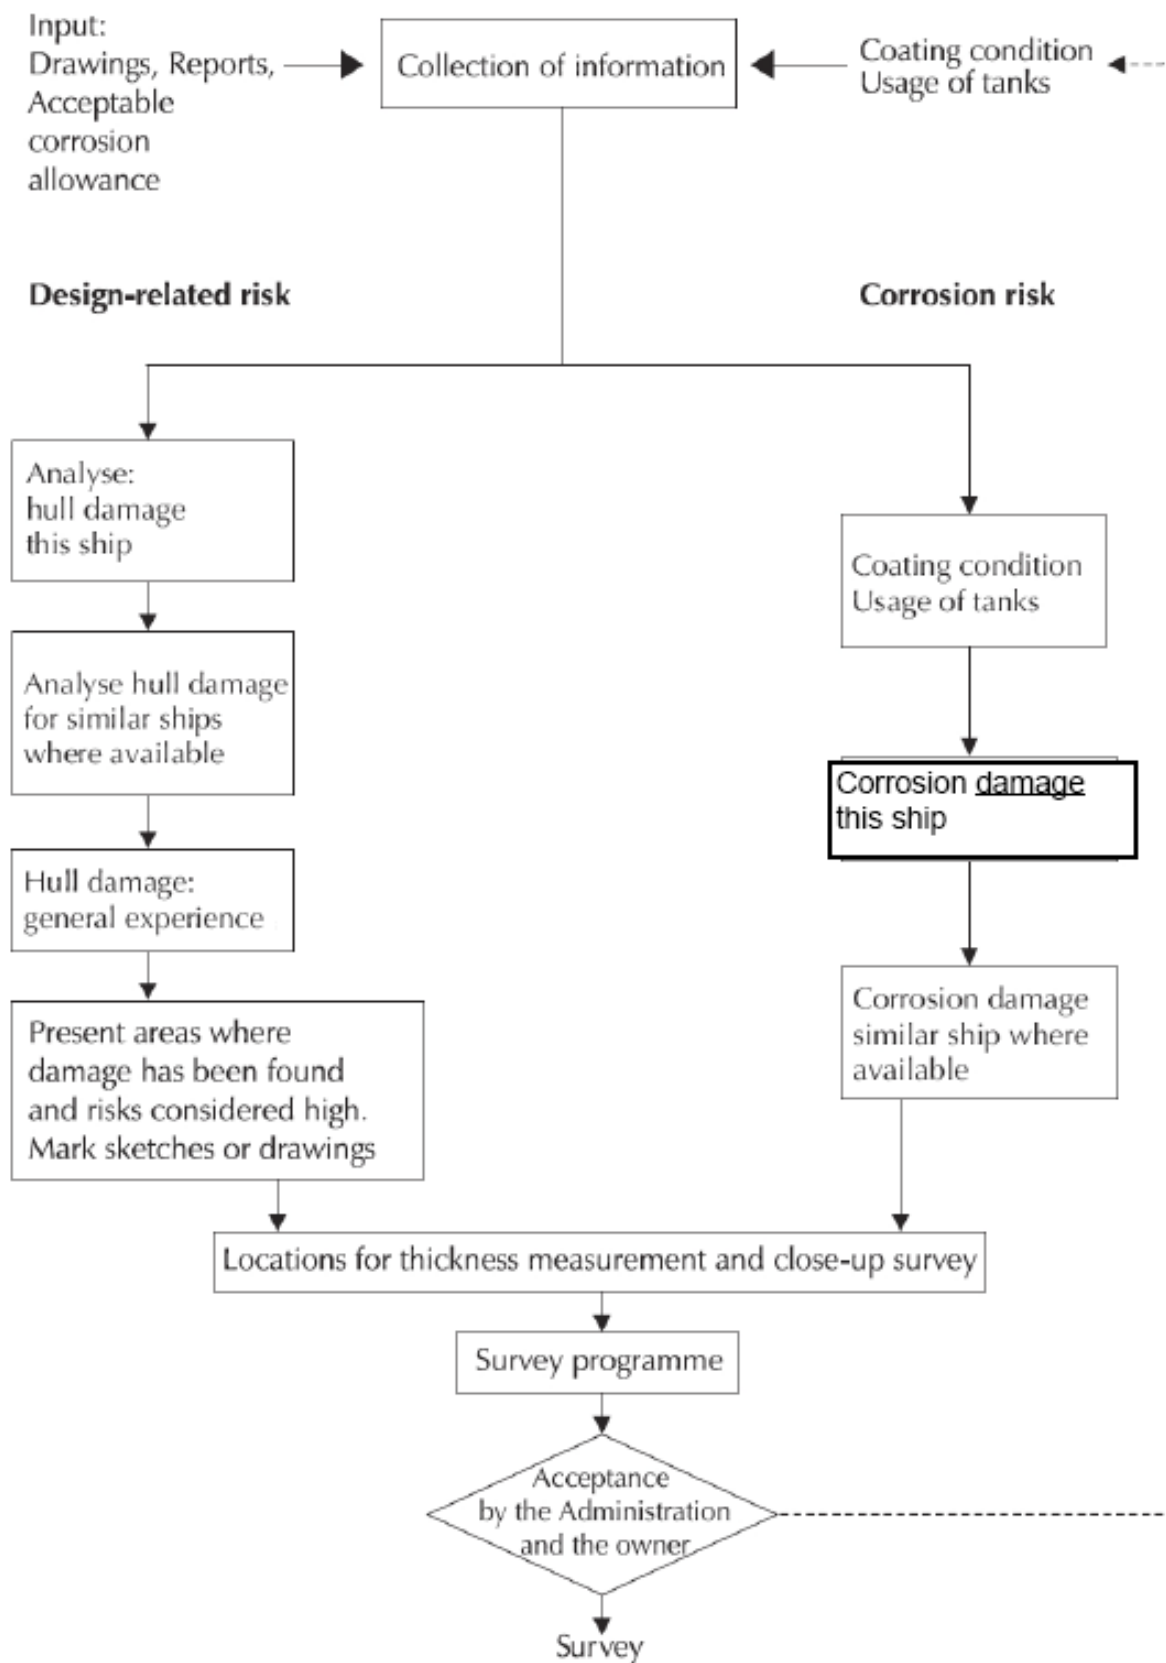 Input:
Drawings, Reports,
Acceptable
corrosion
allowance
Collection of information
Coating condition
Usage of tanks
Design-related risk
Corrosion risk
Analyse:
hull damage
this ship
Analyse hull damage
for similar ships
where available
Hull damage:
general experience
Present areas where
damage has been found
and risks considered high.
Mark sketches or drawings
Coating condition
Usage of tanks
Corrosion damage
this ship
Corrosion damage
similar ship where
available
Locations for thickness measurement and close-up survey
Survey programme
Acceptance
by the Administration
and the owner
Survey